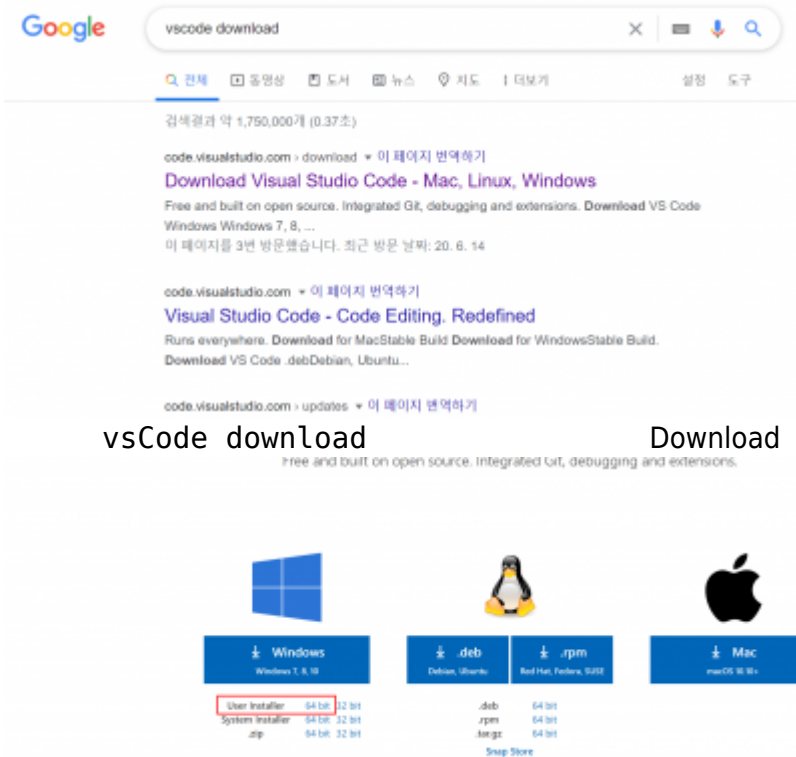 Google
vscode download
전체 동영상 도서 뉴스 지도 더보기 설정 도구
검색결과 약 1,750,000개 (0.37초)
code.visualstudio.com › download ▾ 이 페이지 번역하기
Download Visual Studio Code - Mac, Linux, Windows
Free and built on open source. Integrated Git, debugging and extensions. Download VS Code
Windows Windows 7, 8, ...
이 페이지를 3번 방문했습니다. 최근 방문 날짜: 20. 6. 14
code.visualstudio.com ▾ 이 페이지 번역하기
Visual Studio Code - Code Editing. Redefined
Runs everywhere. Download for MacStable Build Download for WindowsStable Build.
Download VS Code .debDebian, Ubuntu...
code.visualstudio.com › updates ▾ 이 페이지 번역하기
vsCode download Download
Free and built on open source. Integrated Git, debugging and extensions.
Windows
Windows 7, 8, 10
.deb
Debian, Ubuntu
.rpm
Red Hat, Fedora, SUSE
Mac
macOS 10.10+
User Installer 64 bit 32 bit
System Installer 64 bit 32 bit
.zip 64 bit 32 bit
.deb 64 bit
.rpm 64 bit
.tar.gz 64 bit
Snap Store